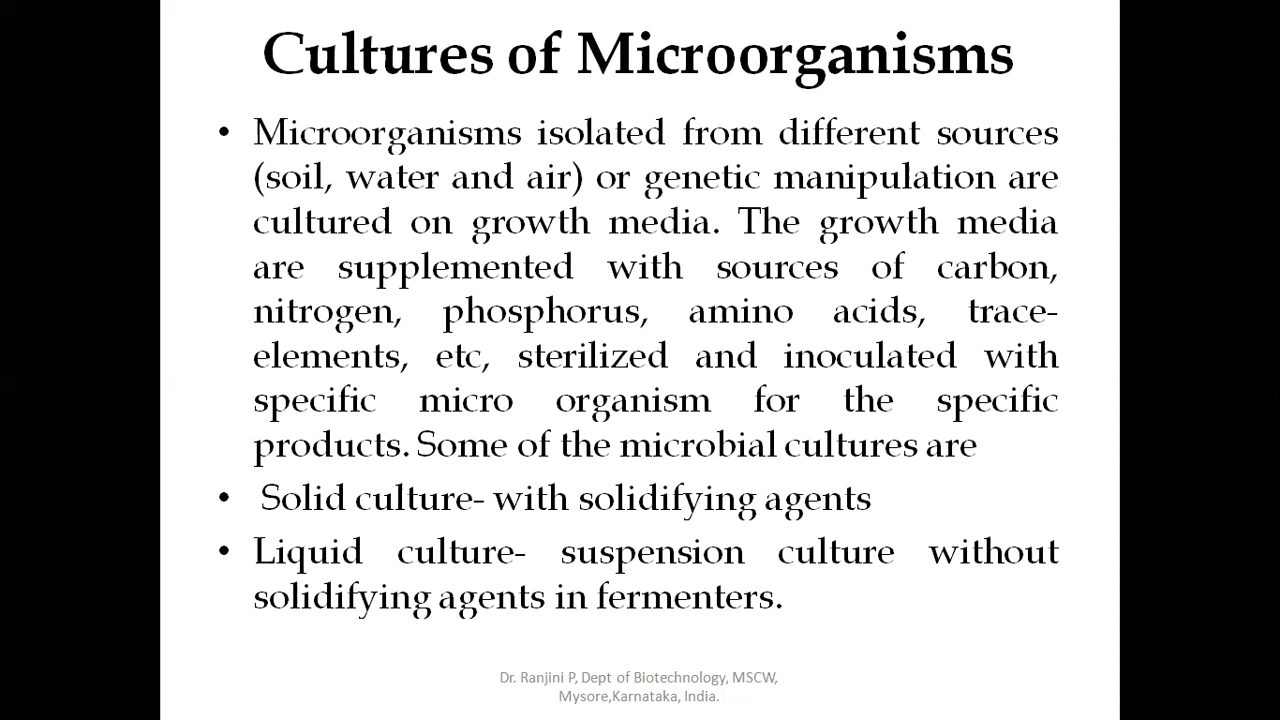 Cultures of Microorganisms
• Microorganisms isolated from different sources
(soil, water and air) or genetic manipulation are
cultured on growth media. The growth media
are supplemented with sources of carbon,
nitrogen, phosphorus, amino acids, trace-
elements, etc, sterilized and inoculated with
specific micro organism for the specific
products. Some of the microbial cultures are
• Solid culture- with solidifying agents
• Liquid culture- suspension culture without
solidifying agents in fermenters.
Dr. Ranjini P, Dept of Biotechnology, MSCW,
Mysore,Karnataka, India.